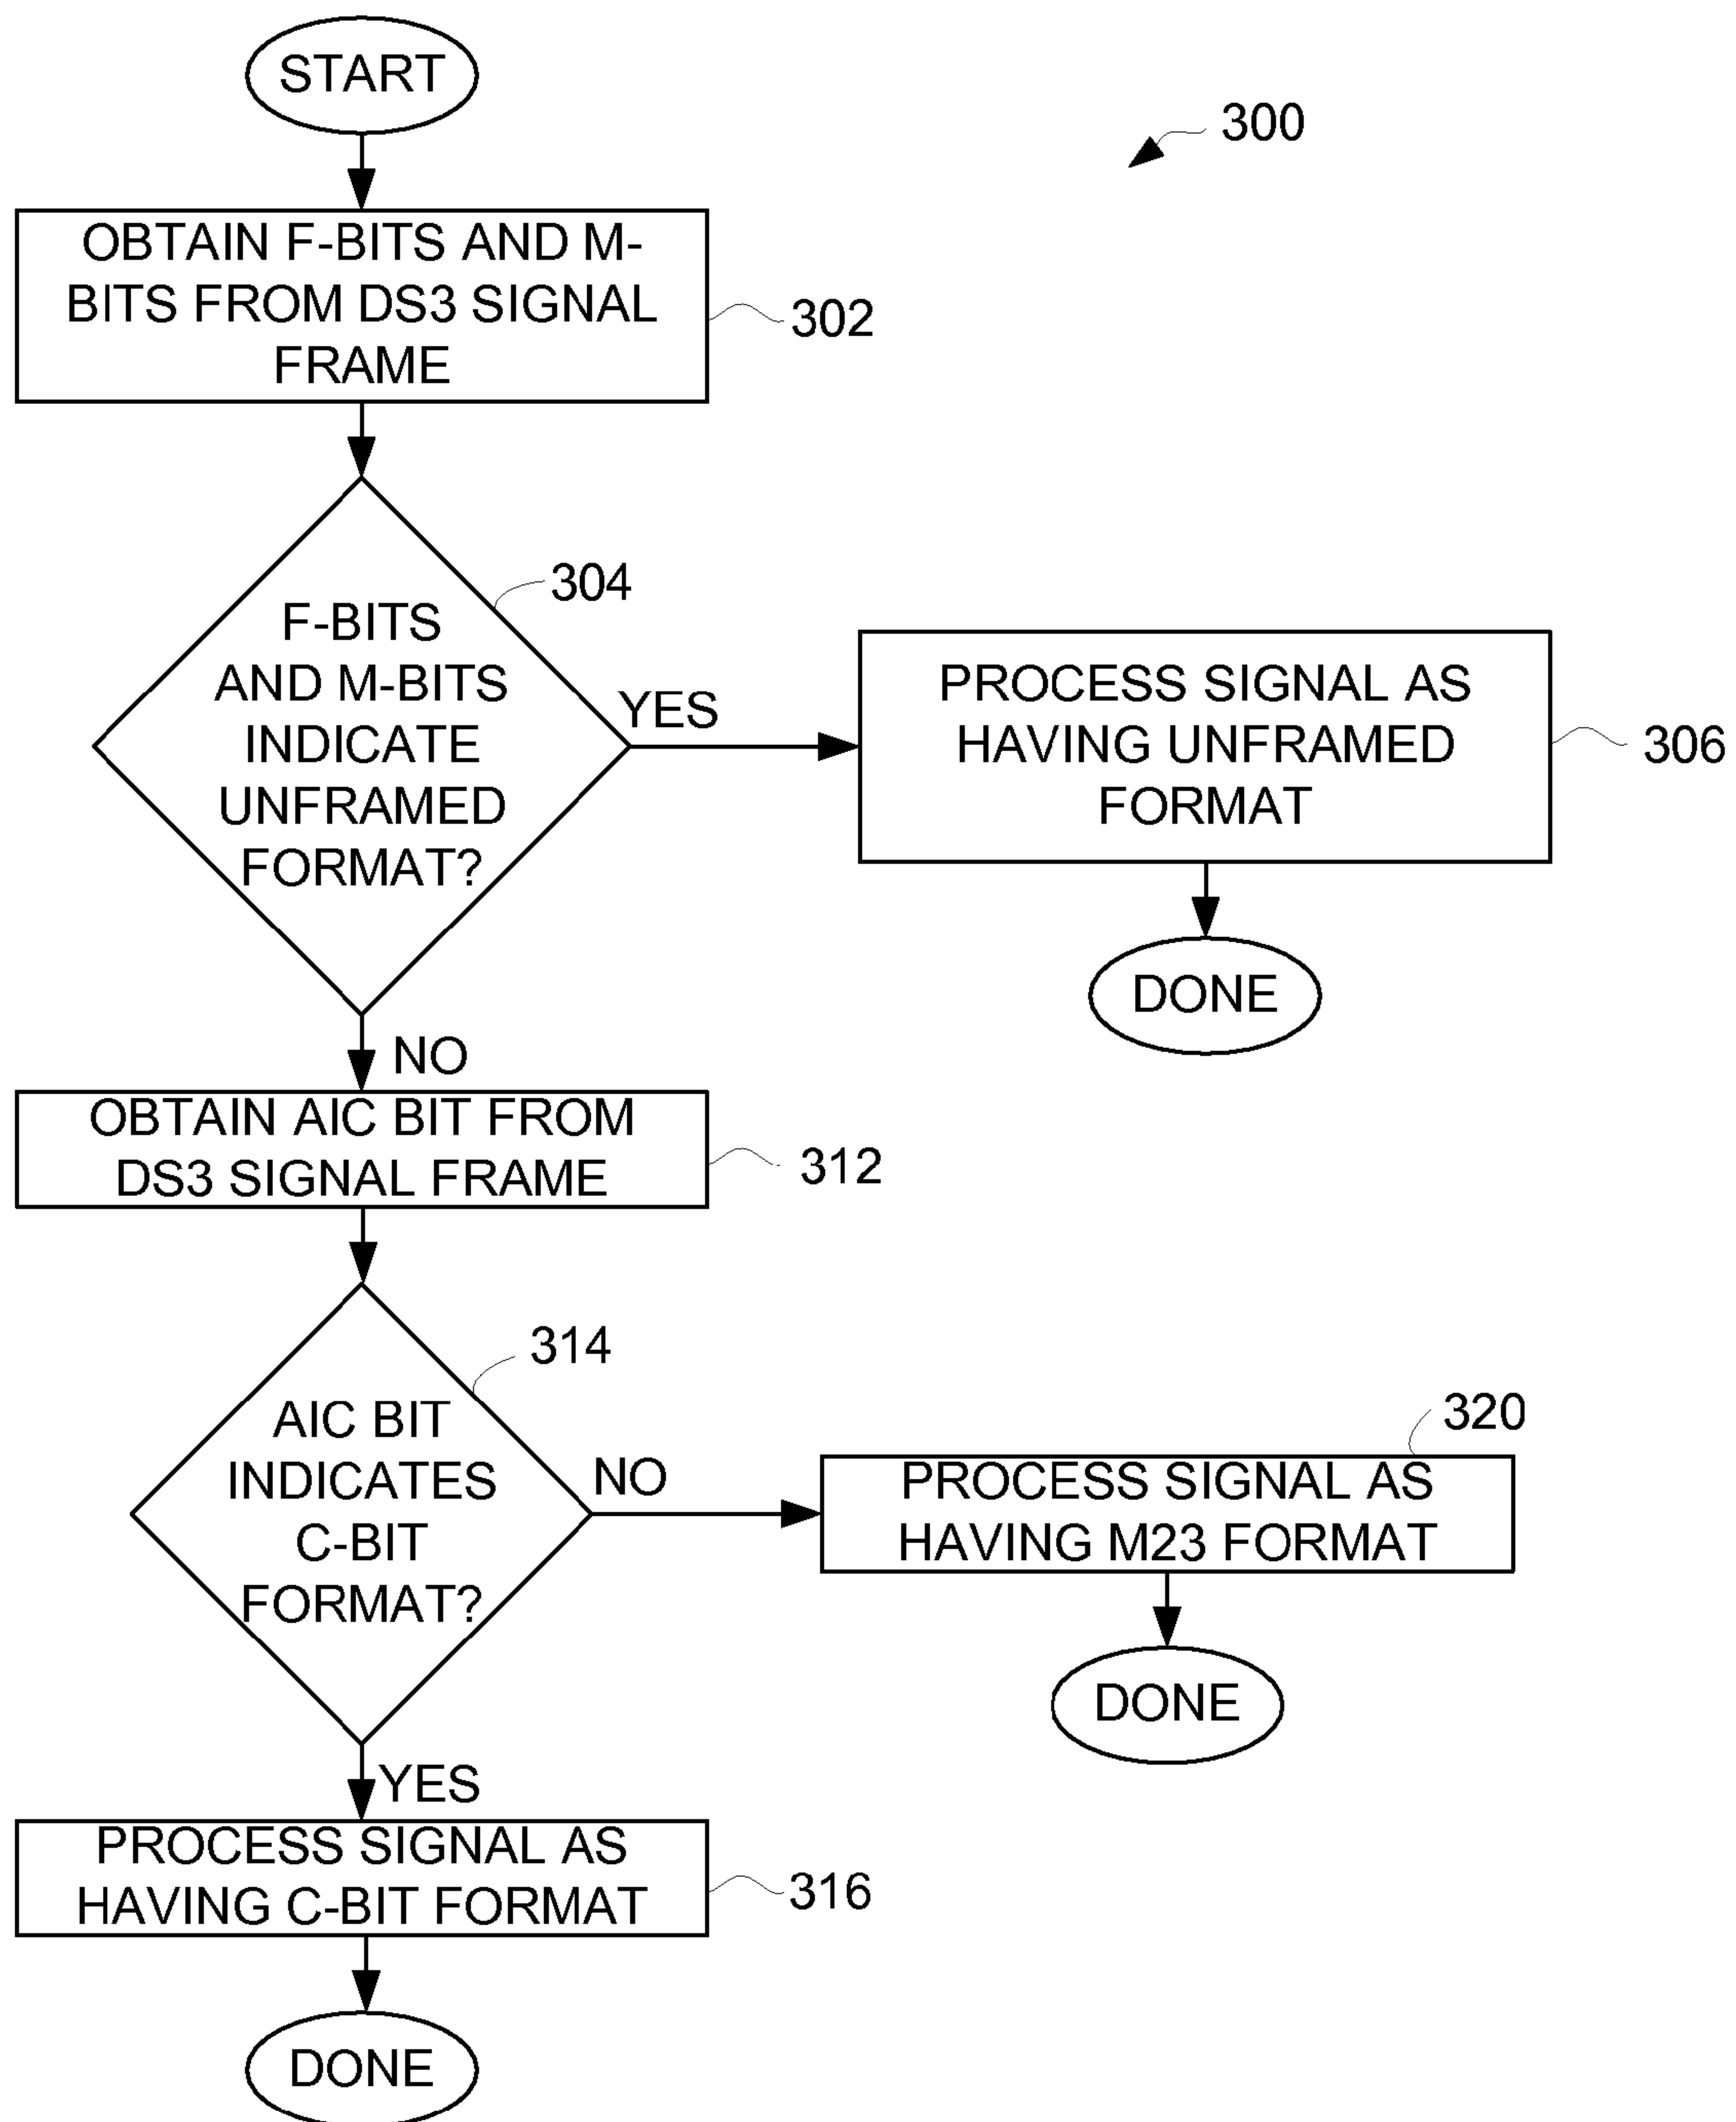 START
300
OBTAIN F-BITS AND M-
BITS FROM DS3 SIGNAL
FRAME
302
304
F-BITS
AND M-BITS
INDICATE
UNFRAMED
FORMAT?
YES
PROCESS SIGNAL AS
HAVING UNFRAMED
FORMAT
306
DONE
NO
OBTAIN AIC BIT FROM
DS3 SIGNAL FRAME
312
314
AIC BIT
INDICATES
C-BIT
FORMAT?
NO
320
PROCESS SIGNAL AS
HAVING M23 FORMAT
DONE
YES
PROCESS SIGNAL AS
HAVING C-BIT FORMAT
316
DONE